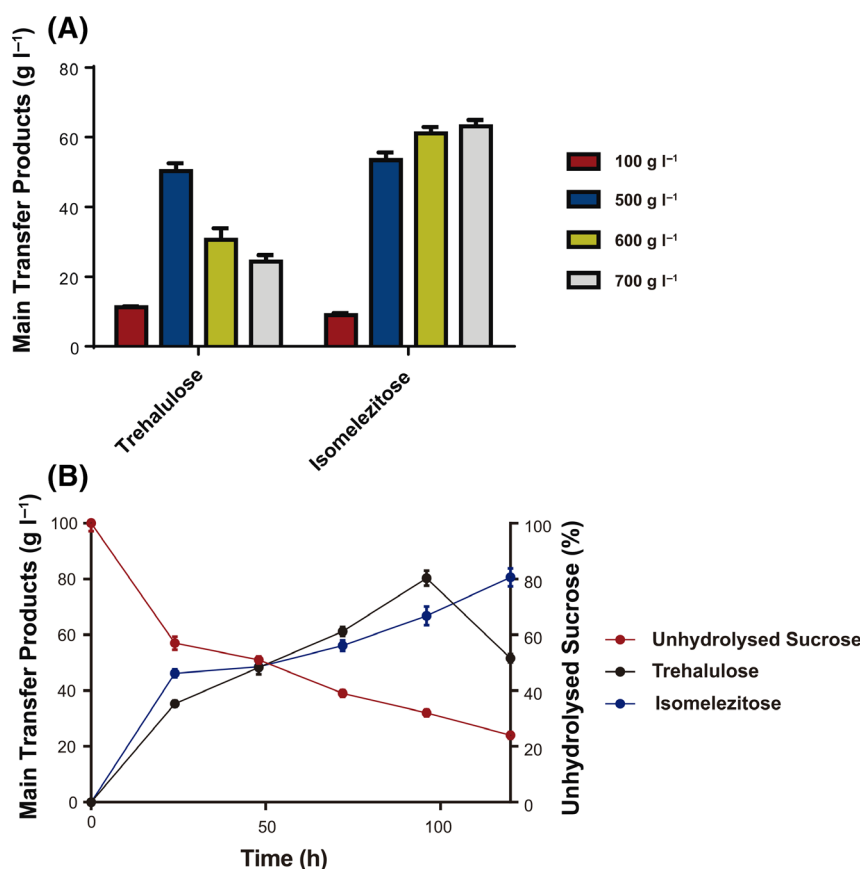 (A)
Main Transfer Products (g l⁻¹)
80
60
40
20
0
Trehalulose
Isomelezitose
100 g l⁻¹
500 g l⁻¹
600 g l⁻¹
700 g l⁻¹
(B)
Main Transfer Products (g l⁻¹)
100
80
60
40
20
0
0
50
100
Time (h)
100
80
60
40
20
0
Unhydrolysed Sucrose (%)
Unhydrolysed Sucrose
Trehalulose
Isomelezitose